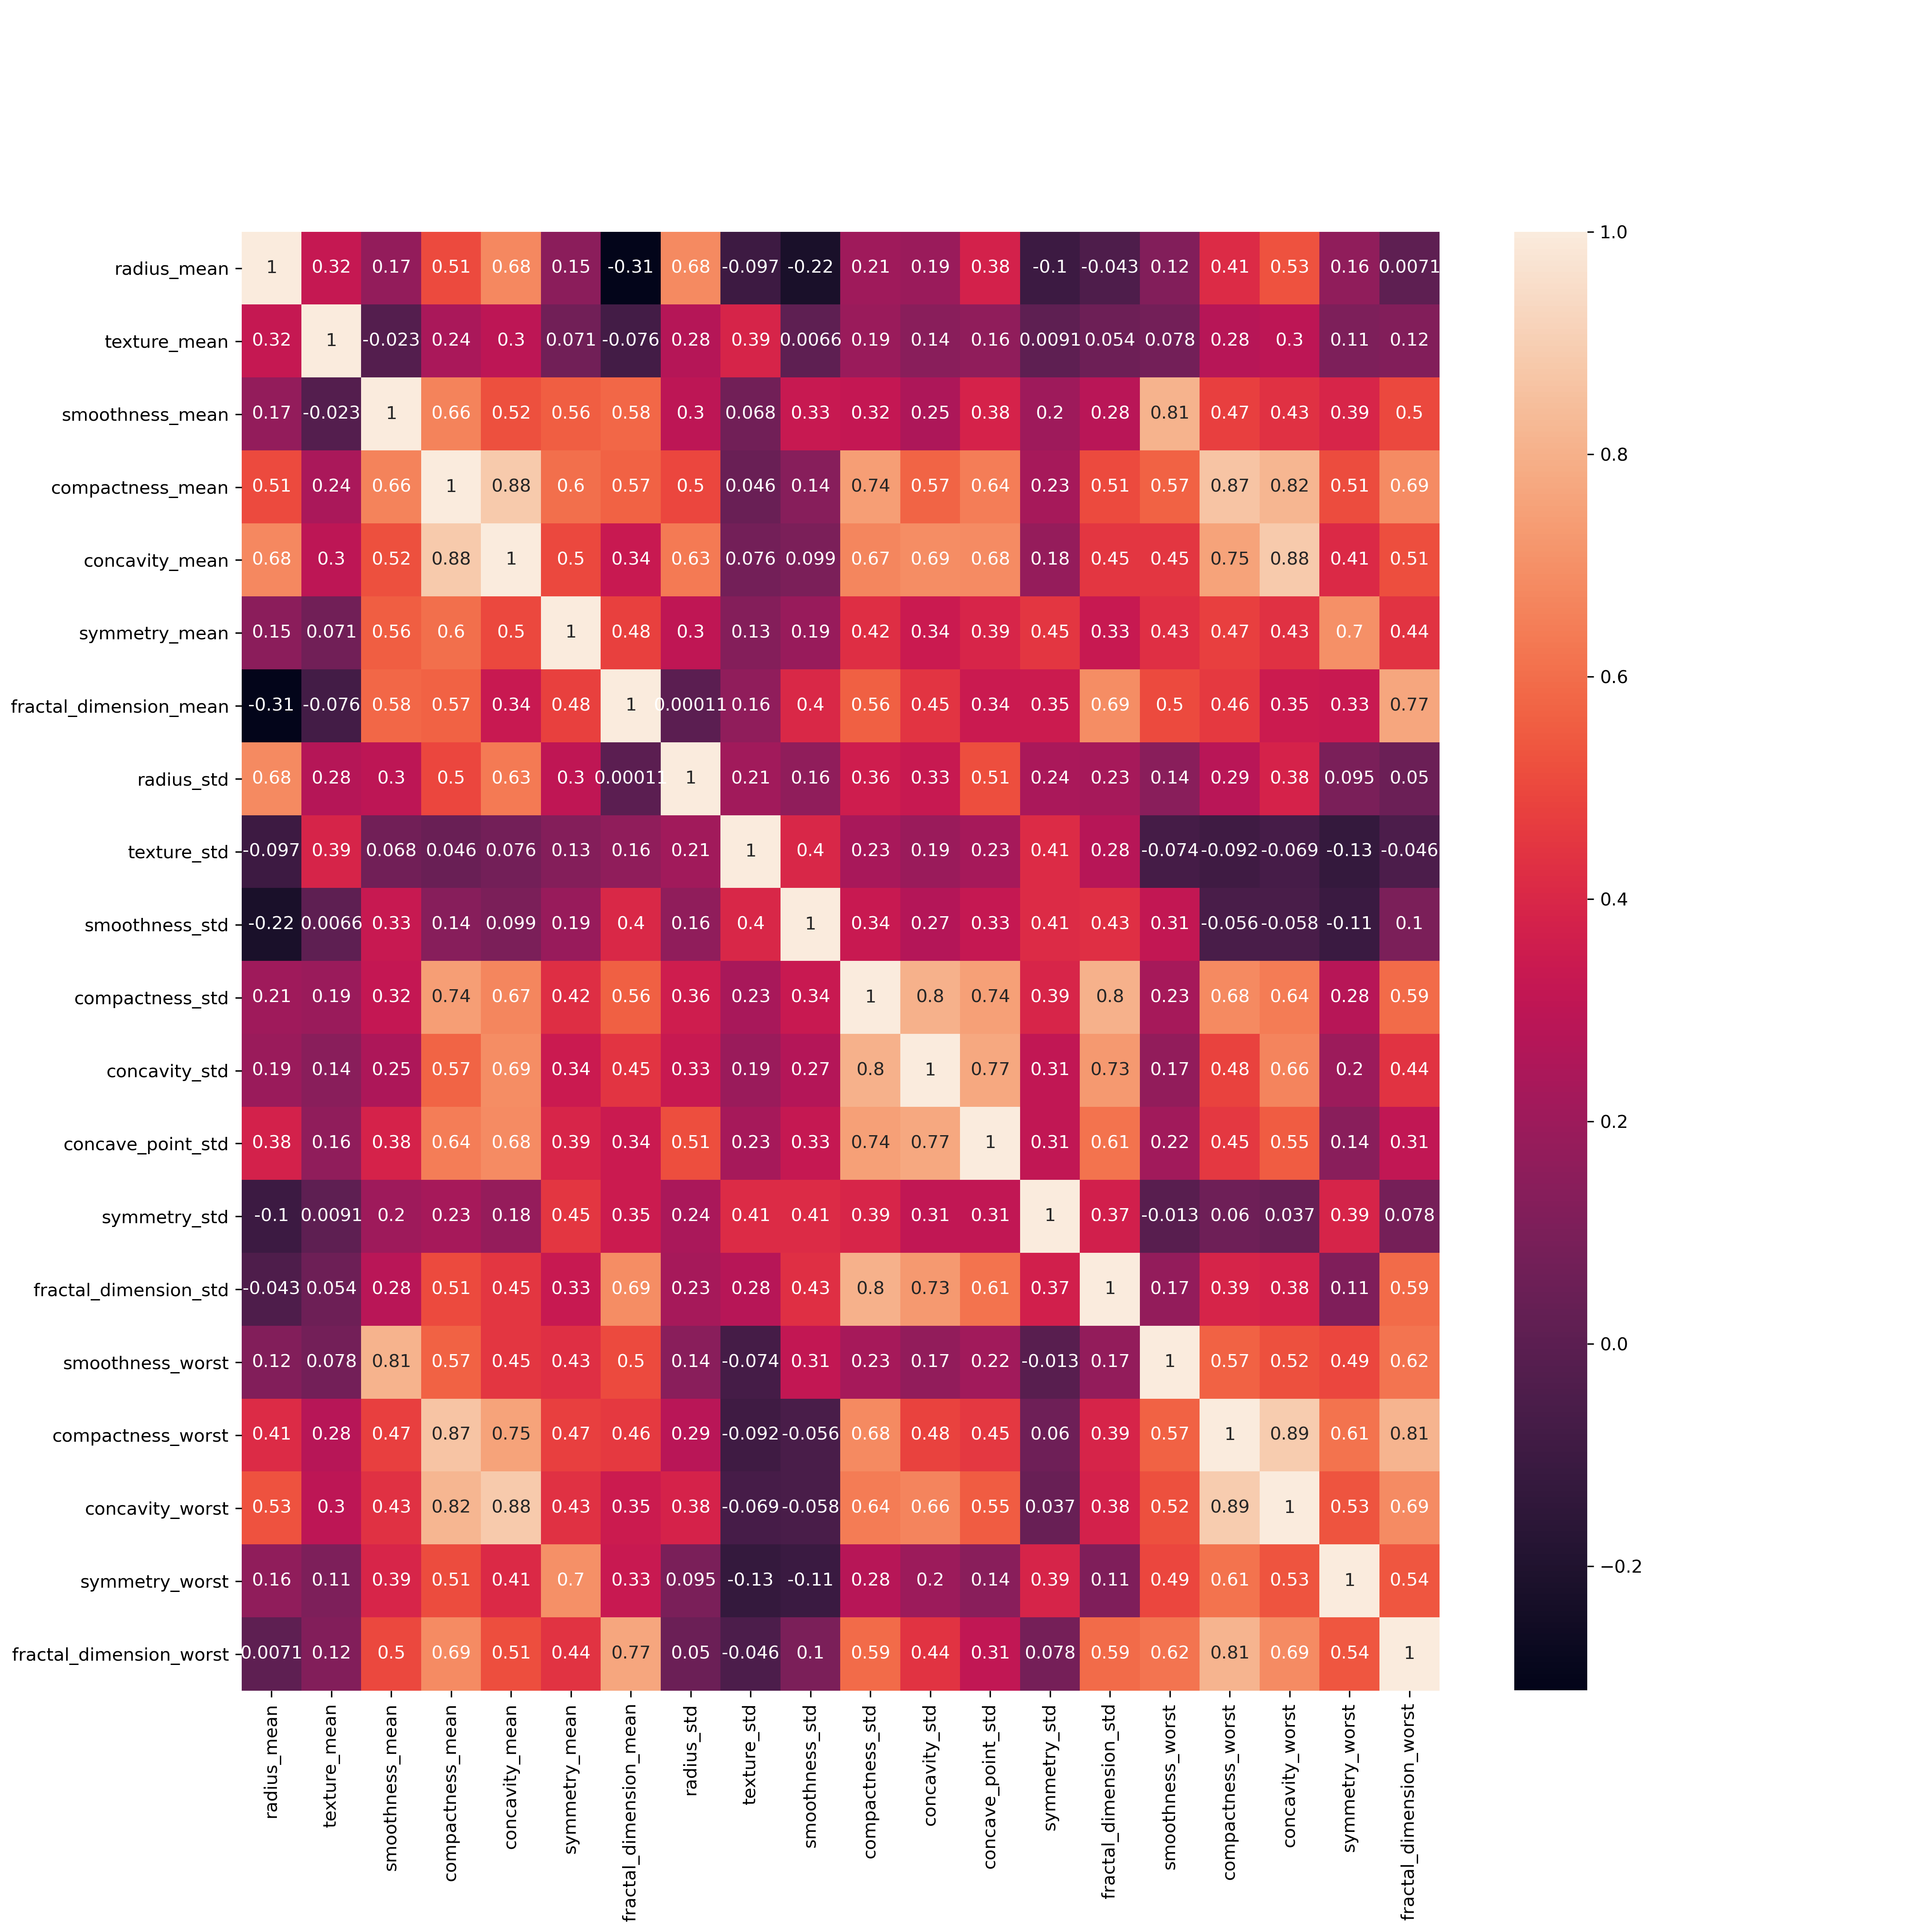 radius_mean 1 0.32 0.17 0.51 0.68 0.15 -0.31 0.68 -0.097 -0.22 0.21 0.19 0.38 -0.1 -0.043 0.12 0.41 0.53 0.16 0.0071 1.0
texture_mean 0.32 1 -0.023 0.24 0.3 0.071 -0.076 0.28 0.39 0.0066 0.19 0.14 0.16 0.0091 0.054 0.078 0.28 0.3 0.11 0.12
smoothness_mean 0.17 -0.023 1 0.66 0.52 0.56 0.58 0.3 0.068 0.33 0.32 0.25 0.38 0.2 0.28 0.81 0.47 0.43 0.39 0.5
compactness_mean 0.51 0.24 0.66 1 0.88 0.6 0.57 0.5 0.046 0.14 0.74 0.57 0.64 0.23 0.51 0.57 0.87 0.82 0.51 0.69 0.8
concavity_mean 0.68 0.3 0.52 0.88 1 0.5 0.34 0.63 0.076 0.099 0.67 0.69 0.68 0.18 0.45 0.45 0.75 0.88 0.41 0.51
symmetry_mean 0.15 0.071 0.56 0.6 0.5 1 0.48 0.3 0.13 0.19 0.42 0.34 0.39 0.45 0.33 0.43 0.47 0.43 0.7 0.44
fractal_dimension_mean -0.31 -0.076 0.58 0.57 0.34 0.48 1 0.00011 0.16 0.4 0.56 0.45 0.34 0.35 0.69 0.5 0.46 0.35 0.33 0.77 0.6
radius_std 0.68 0.28 0.3 0.5 0.63 0.3 0.00011 1 0.21 0.16 0.36 0.33 0.51 0.24 0.23 0.14 0.29 0.38 0.095 0.05
texture_std -0.097 0.39 0.068 0.046 0.076 0.13 0.16 0.21 1 0.4 0.23 0.19 0.23 0.41 0.28 -0.074 -0.092 -0.069 -0.13 -0.046
smoothness_std -0.22 0.0066 0.33 0.14 0.099 0.19 0.4 0.16 0.4 1 0.34 0.27 0.33 0.41 0.43 0.31 -0.056 -0.058 -0.11 0.1 0.4
compactness_std 0.21 0.19 0.32 0.74 0.67 0.42 0.56 0.36 0.23 0.34 1 0.8 0.74 0.39 0.8 0.23 0.68 0.64 0.28 0.59
concavity_std 0.19 0.14 0.25 0.57 0.69 0.34 0.45 0.33 0.19 0.27 0.8 1 0.77 0.31 0.73 0.17 0.48 0.66 0.2 0.44
concave_point_std 0.38 0.16 0.38 0.64 0.68 0.39 0.34 0.51 0.23 0.33 0.74 0.77 1 0.31 0.61 0.22 0.45 0.55 0.14 0.31 0.2
symmetry_std -0.1 0.0091 0.2 0.23 0.18 0.45 0.35 0.24 0.41 0.41 0.39 0.31 0.31 1 0.37 -0.013 0.06 0.037 0.39 0.078
fractal_dimension_std -0.043 0.054 0.28 0.51 0.45 0.33 0.69 0.23 0.28 0.43 0.8 0.73 0.61 0.37 1 0.17 0.39 0.38 0.11 0.59
smoothness_worst 0.12 0.078 0.81 0.57 0.45 0.43 0.5 0.14 -0.074 0.31 0.23 0.17 0.22 -0.013 0.17 1 0.57 0.52 0.49 0.62 0.0
compactness_worst 0.41 0.28 0.47 0.87 0.75 0.47 0.46 0.29 -0.092 -0.056 0.68 0.48 0.45 0.06 0.39 0.57 1 0.89 0.61 0.81
concavity_worst 0.53 0.3 0.43 0.82 0.88 0.43 0.35 0.38 -0.069 -0.058 0.64 0.66 0.55 0.037 0.38 0.52 0.89 1 0.53 0.69
symmetry_worst 0.16 0.11 0.39 0.51 0.41 0.7 0.33 0.095 -0.13 -0.11 0.28 0.2 0.14 0.39 0.11 0.49 0.61 0.53 1 0.54 −0.2
fractal_dimension_worst 0.0071 0.12 0.5 0.69 0.51 0.44 0.77 0.05 -0.046 0.1 0.59 0.44 0.31 0.078 0.59 0.62 0.81 0.69 0.54 1
radius_mean
texture_mean
smoothness_mean
compactness_mean
concavity_mean
symmetry_mean
fractal_dimension_mean
radius_std
texture_std
smoothness_std
compactness_std
concavity_std
concave_point_std
symmetry_std
fractal_dimension_std
smoothness_worst
compactness_worst
concavity_worst
symmetry_worst
fractal_dimension_worst